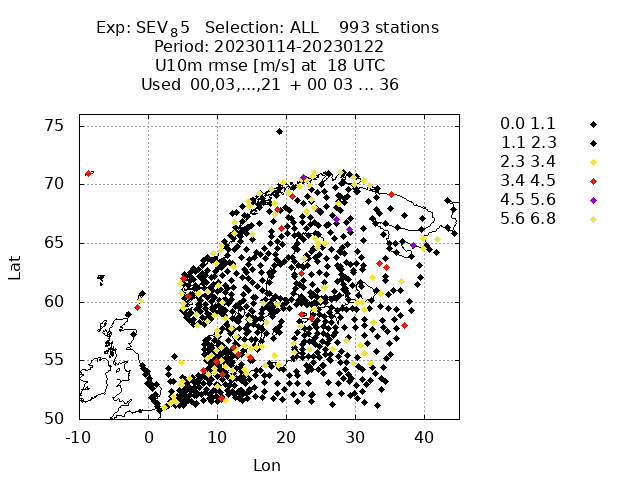 Exp: SEV₈5 Selection: ALL 993 stations
Period: 20230114-20230122
U10m rmse [m/s] at 18 UTC
Used 00,03,...,21 + 00 03 ... 36
0.0 1.1
1.1 2.3
2.3 3.4
3.4 4.5
4.5 5.6
5.6 6.8
75
70
65
60
55
50
Lat
-10 0 10 20 30 40
Lon